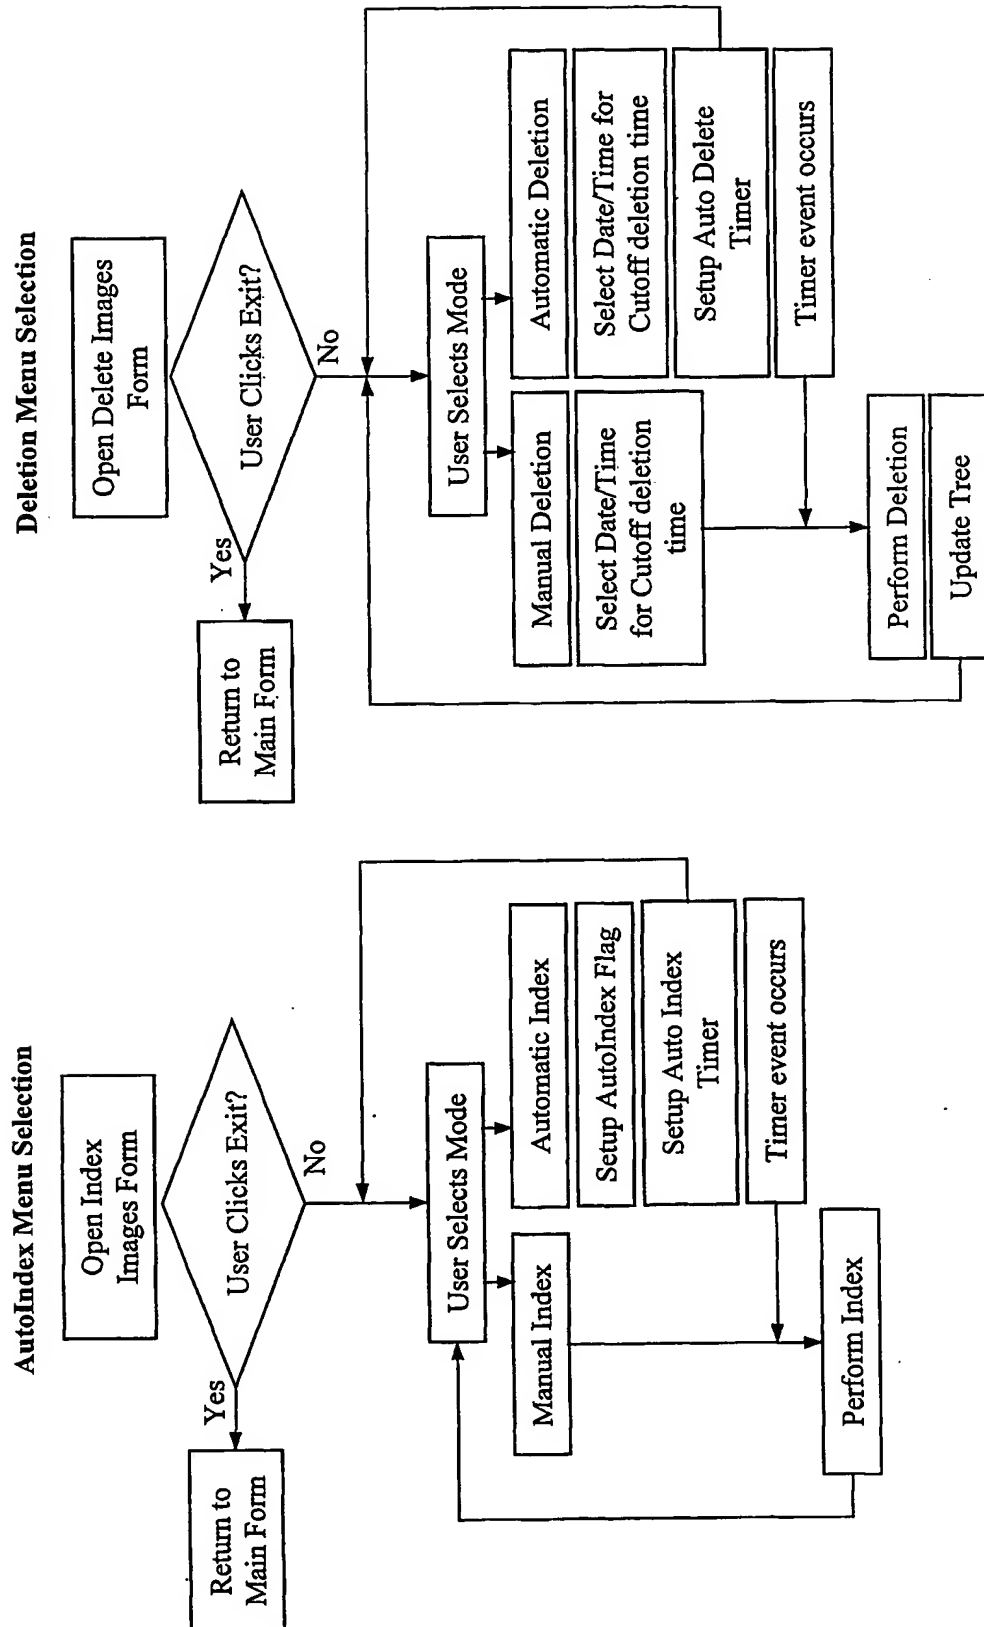 AutoIndex Menu Selection
Open Index
Images Form
User Clicks Exit?
Yes
No
Return to
Main Form
User Selects Mode
Manual Index
Automatic Index
Setup AutoIndex Flag
Setup Auto Index
Timer
Timer event occurs
Perform Index
Deletion Menu Selection
Open Delete Images
Form
User Clicks Exit?
Yes
No
Return to
Main Form
User Selects Mode
Manual Deletion
Select Date/Time
for Cutoff deletion
time
Automatic Deletion
Select Date/Time for
Cutoff deletion time
Setup Auto Delete
Timer
Timer event occurs
Perform Deletion
Update Tree